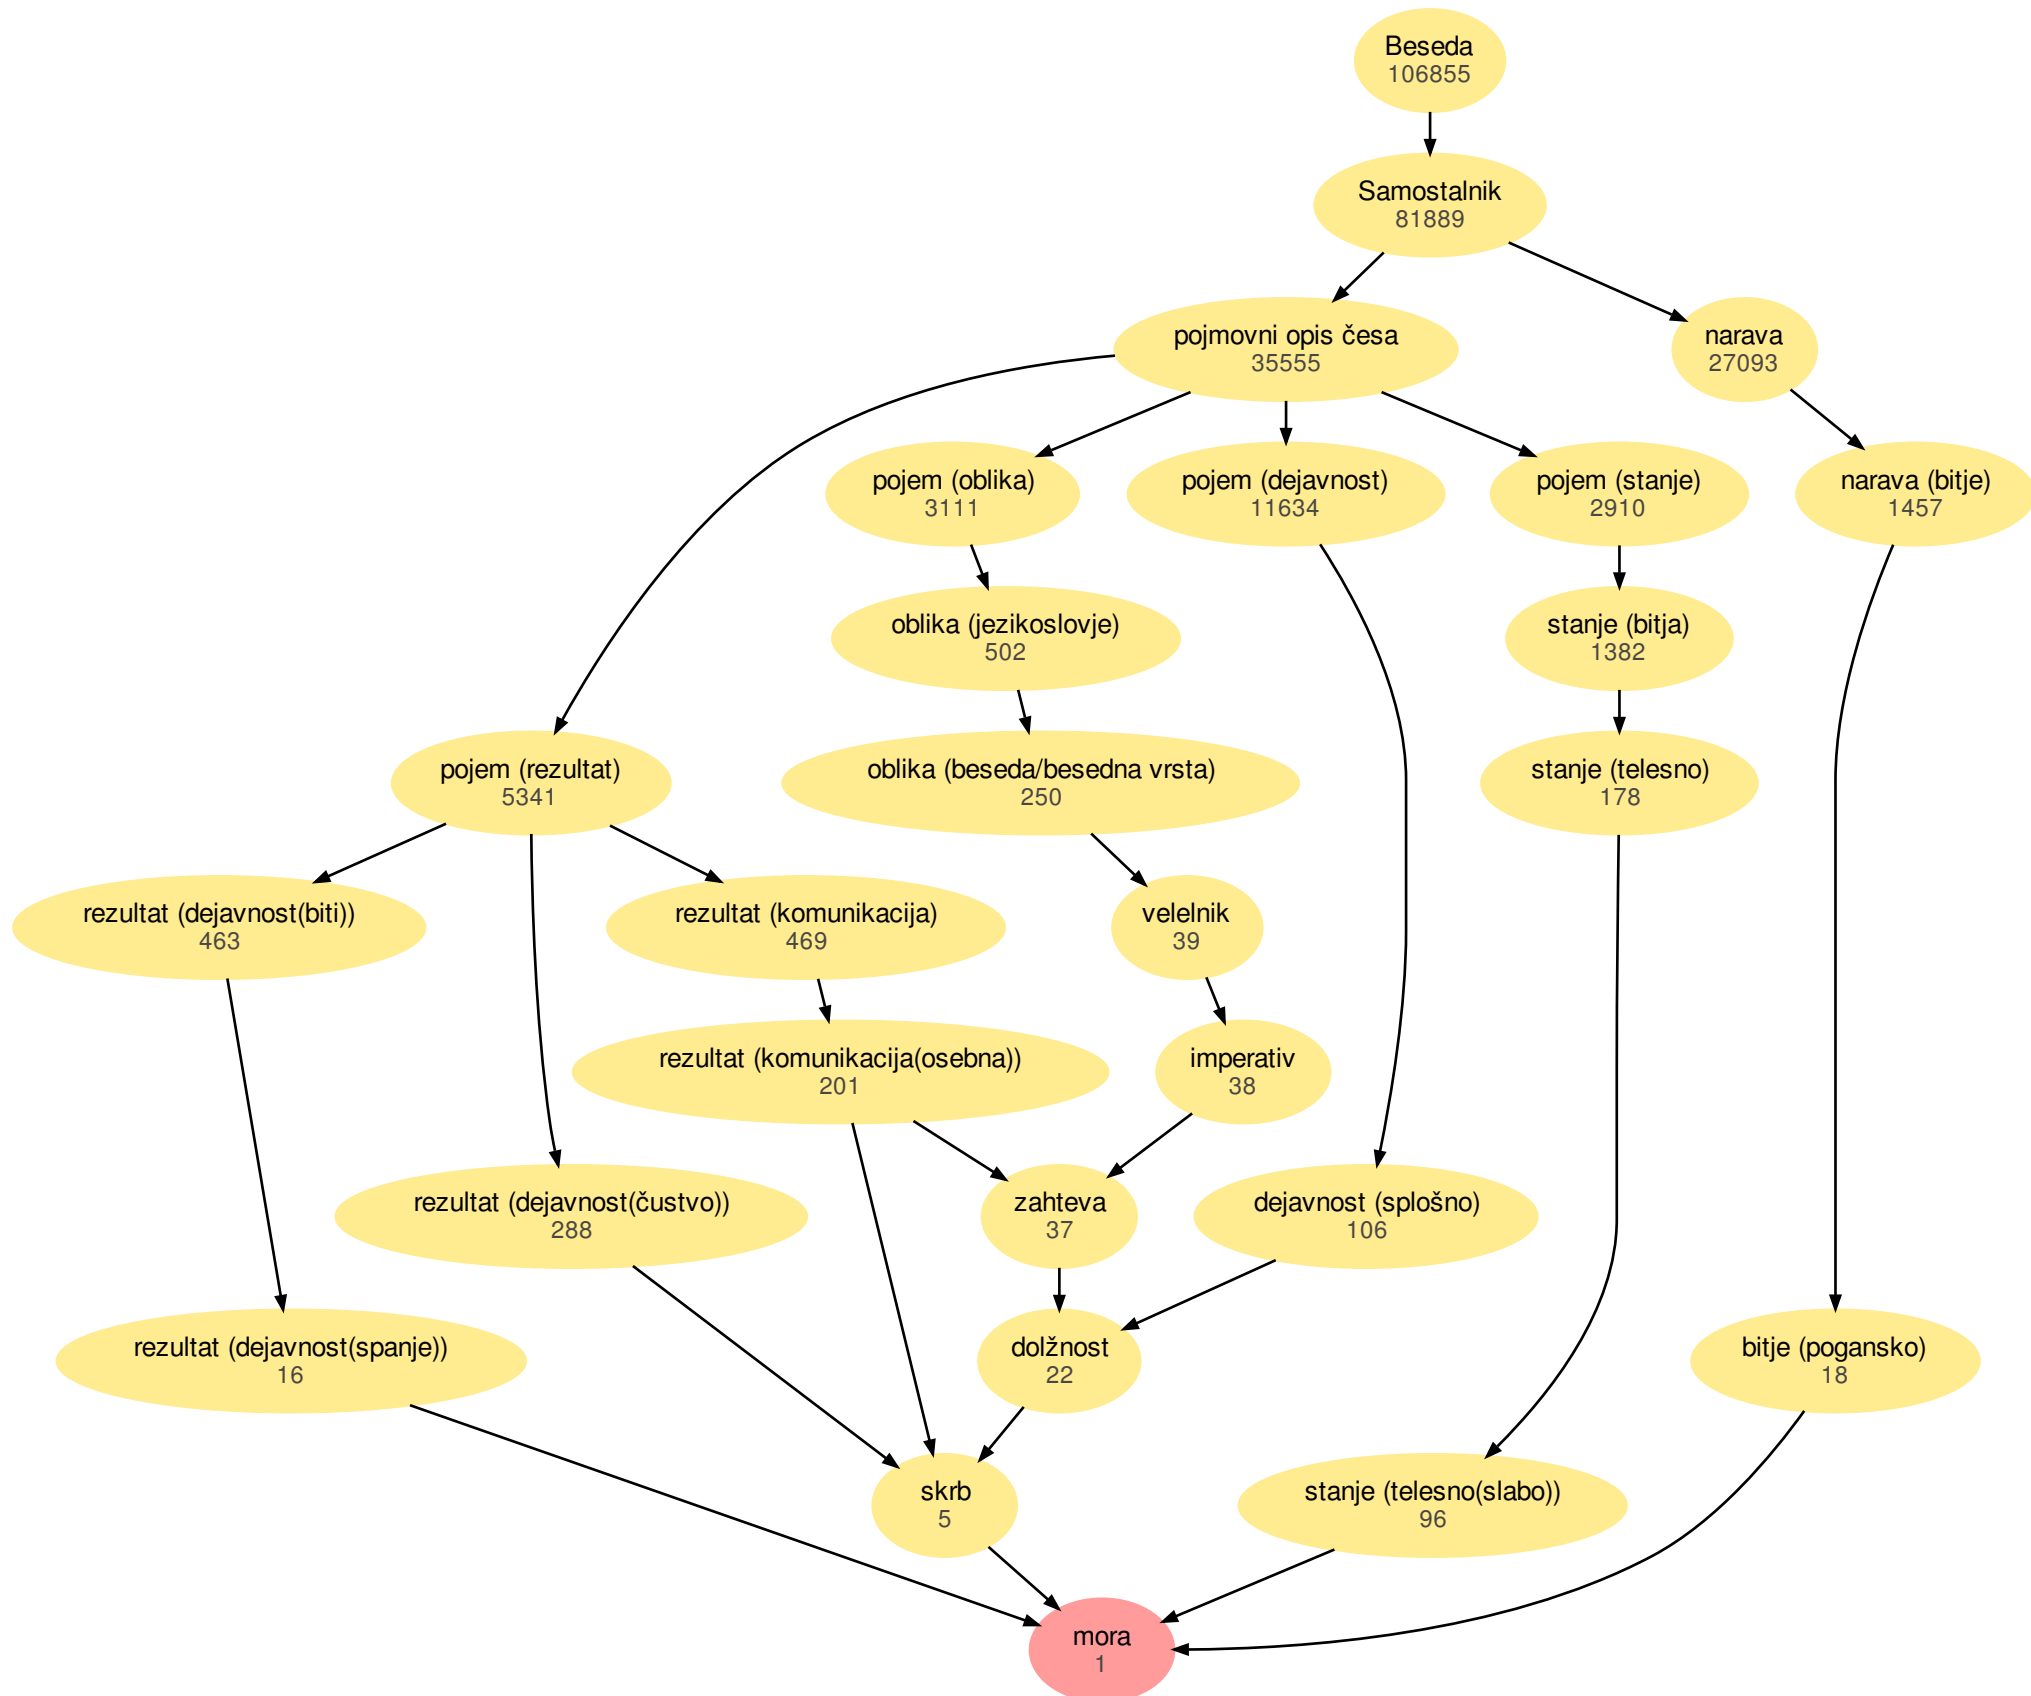 Beseda
106855
Samostalnik
81889
pojmovni opis česa
35555
narava
27093
pojem (oblika)
3111
pojem (dejavnost)
11634
pojem (stanje)
2910
narava (bitje)
1457
oblika (jezikoslovje)
502
stanje (bitja)
1382
pojem (rezultat)
5341
oblika (beseda/besedna vrsta)
250
stanje (telesno)
178
rezultat (dejavnost(biti))
463
rezultat (komunikacija)
469
velelnik
39
rezultat (komunikacija(osebna))
201
imperativ
38
rezultat (dejavnost(čustvo))
288
zahteva
37
dejavnost (splošno)
106
rezultat (dejavnost(spanje))
16
dolžnost
22
bitje (pogansko)
18
skrb
5
stanje (telesno(slabo))
96
mora
1